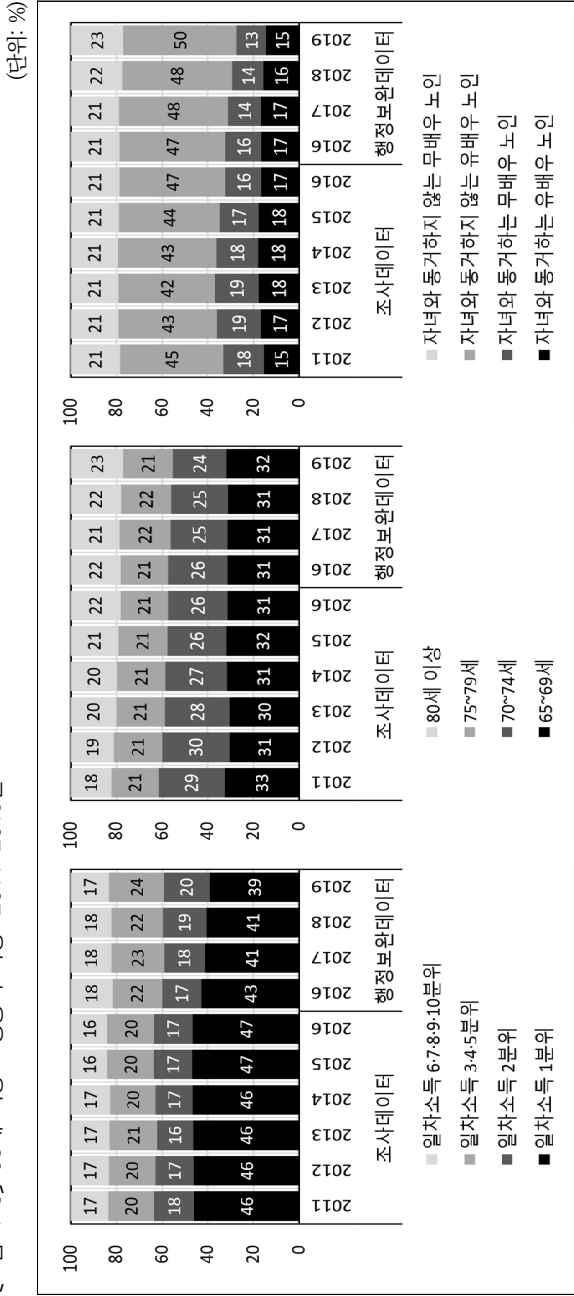 (단위: %)
100
80
60
40
20
0
17 17 17 17 16 16 18 18 18 17
20 20 21 20 20 20 22 23 22 24
18 17 16 17 17 17 17 18 19 20
46 46 46 46 47 47 43 41 41 39
2011 2012 2013 2014 2015 2016 2016 2017 2018 2019
조사데이터 행정보완데이터
일차소득 6·7·8·9·10분위
일차소득 3·4·5분위
일차소득 2분위
일차소득 1분위
100
80
60
40
20
0
18 19 20 20 21 22 22 21 22 23
21 21 21 21 21 21 21 22 22 21
29 30 28 27 26 26 26 25 25 24
33 31 30 31 32 31 31 31 31 32
2011 2012 2013 2014 2015 2016 2016 2017 2018 2019
조사데이터 행정보완데이터
80세 이상
75~79세
70~74세
65~69세
100
80
60
40
20
0
21 21 21 21 21 21 21 21 22 23
45 43 42 43 44 47 47 48 48 50
18 19 19 18 17 16 16 14 14 13
15 17 18 18 18 17 17 17 16 15
2011 2012 2013 2014 2015 2016 2016 2017 2018 2019
조사데이터 행정보완데이터
자녀와 동거하지 않는 무배우 노인
자녀와 동거하지 않는 유배우 노인
자녀와 동거하는 무배우 노인
자녀와 동거하는 유배우 노인